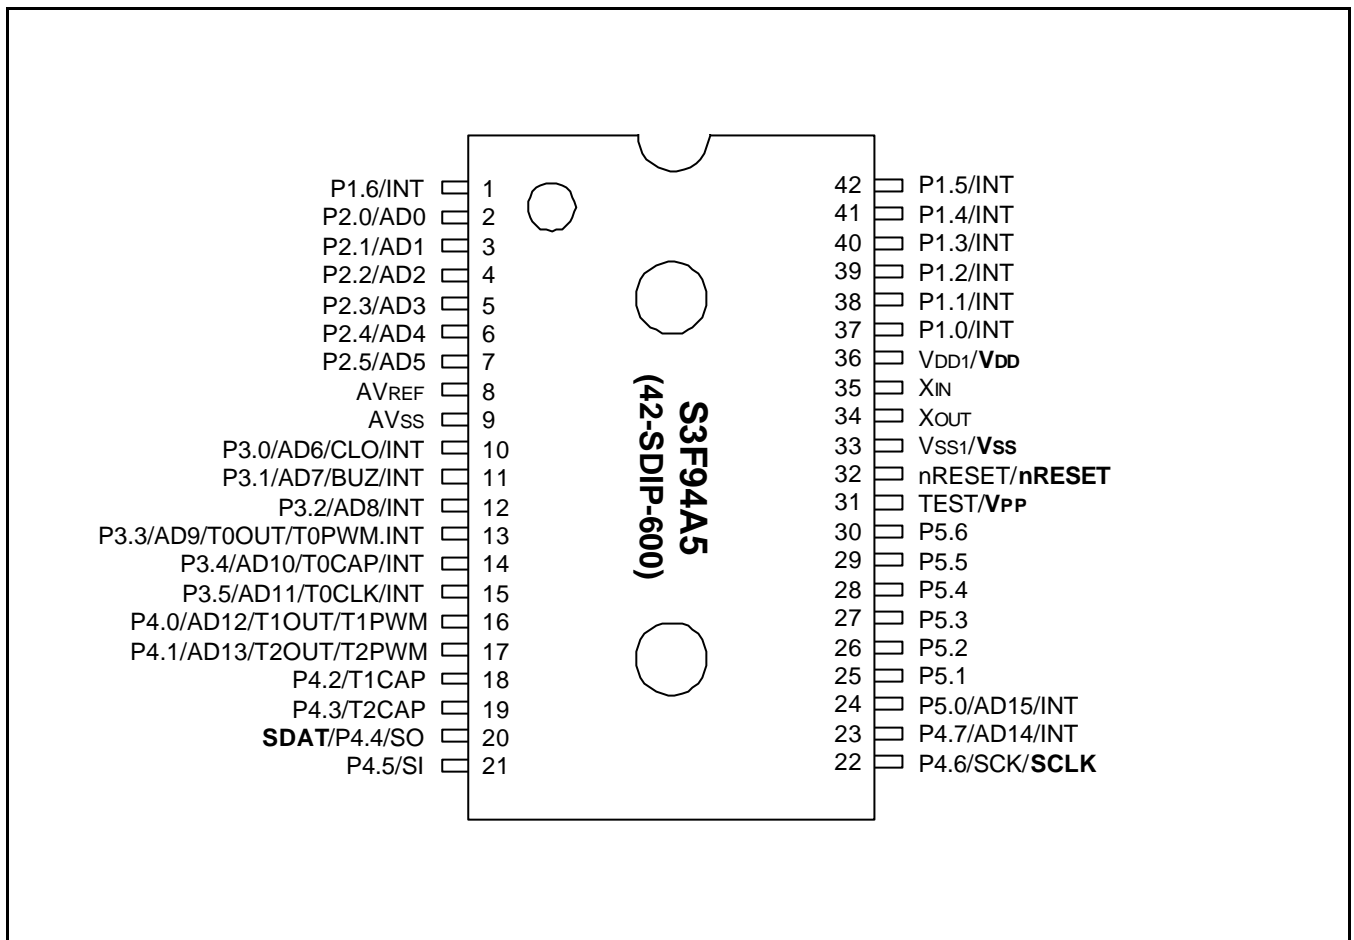 P1.6/INT 1
P2.0/AD0 2
P2.1/AD1 3
P2.2/AD2 4
P2.3/AD3 5
P2.4/AD4 6
P2.5/AD5 7
AVREF 8
AVSS 9
P3.0/AD6/CLO/INT 10
P3.1/AD7/BUZ/INT 11
P3.2/AD8/INT 12
P3.3/AD9/T0OUT/T0PWM.INT 13
P3.4/AD10/T0CAP/INT 14
P3.5/AD11/T0CLK/INT 15
P4.0/AD12/T1OUT/T1PWM 16
P4.1/AD13/T2OUT/T2PWM 17
P4.2/T1CAP 18
P4.3/T2CAP 19
SDAT/P4.4/SO 20
P4.5/SI 21
S3F94A5
(42-SDIP-600)
42 P1.5/INT
41 P1.4/INT
40 P1.3/INT
39 P1.2/INT
38 P1.1/INT
37 P1.0/INT
36 VDD1/VDD
35 XIN
34 XOUT
33 VSS1/VSS
32 nRESET/nRESET
31 TEST/VPP
30 P5.6
29 P5.5
28 P5.4
27 P5.3
26 P5.2
25 P5.1
24 P5.0/AD15/INT
23 P4.7/AD14/INT
22 P4.6/SCK/SCLK